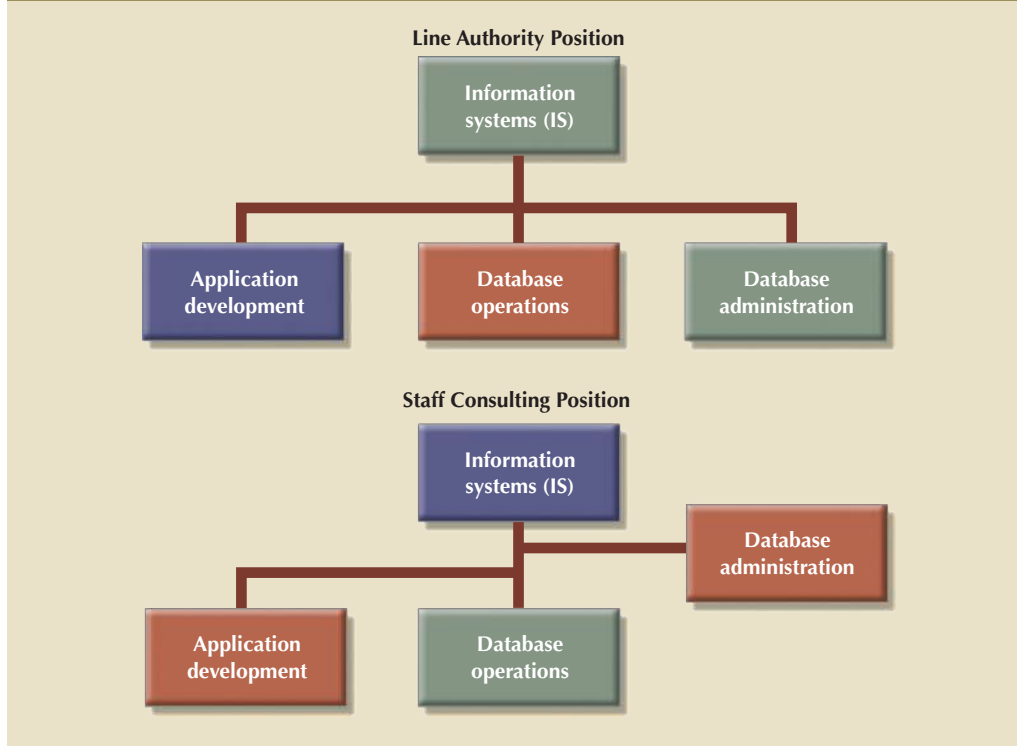 Line Authority Position
Information
systems (IS)
Application
development
Database
operations
Database
administration
Staff Consulting Position
Information
systems (IS)
Database
administration
Application
development
Database
operations